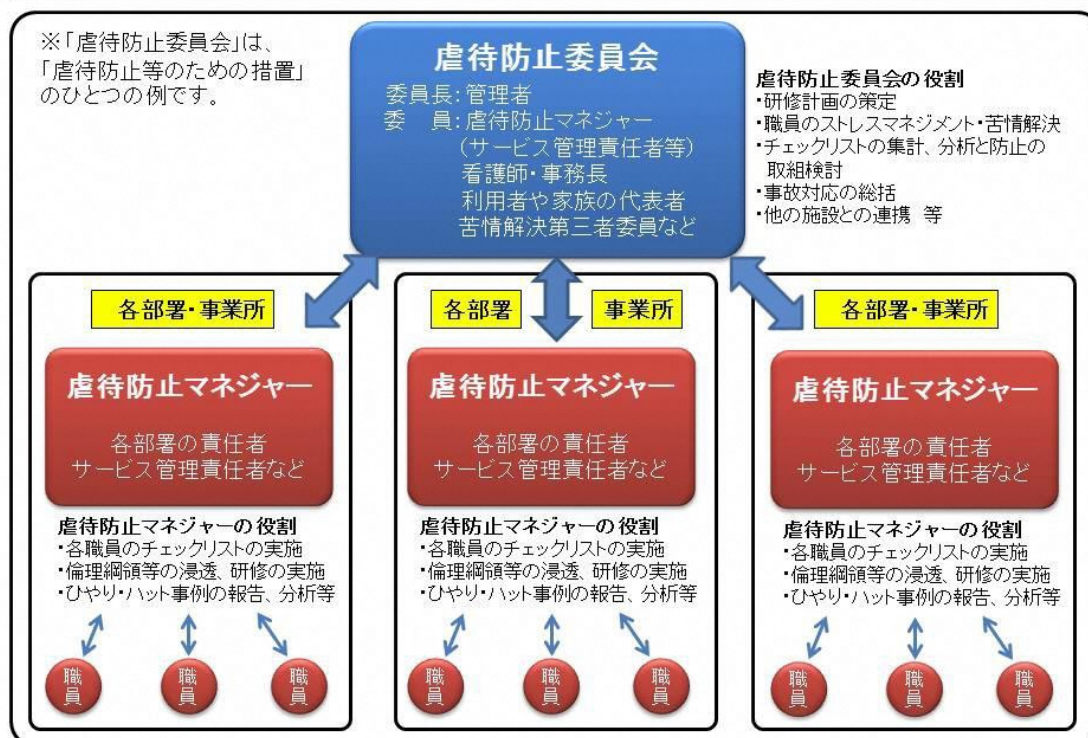 ※「虐待防止委員会」は、
「虐待防止等のための措置」
のひとつの例です。
虐待防止委員会
委員長：管理者
委　員：虐待防止マネジャー
（サービス管理責任者等）
看護師・事務長
利用者や家族の代表者
苦情解決第三者委員など
虐待防止委員会の役割
・研修計画の策定
・職員のストレスマネジメント・苦情解決
・チェックリストの集計、分析と防止の
取組検討
・事故対応の総括
・他の施設との連携 等
各部署・事業所
虐待防止マネジャー
各部署の責任者
サービス管理責任者など
虐待防止マネジャーの役割
・各職員のチェックリストの実施
・倫理綱領等の浸透、研修の実施
・ひやり・ハット事例の報告、分析等
職員
職員
職員
各部署
事業所
虐待防止マネジャー
各部署の責任者
サービス管理責任者など
虐待防止マネジャーの役割
・各職員のチェックリストの実施
・倫理綱領等の浸透、研修の実施
・ひやり・ハット事例の報告、分析等
職員
職員
職員
各部署・事業所
虐待防止マネジャー
各部署の責任者
サービス管理責任者など
虐待防止マネジャーの役割
・各職員のチェックリストの実施
・倫理綱領等の浸透、研修の実施
・ひやり・ハット事例の報告、分析等
職員
職員
職員